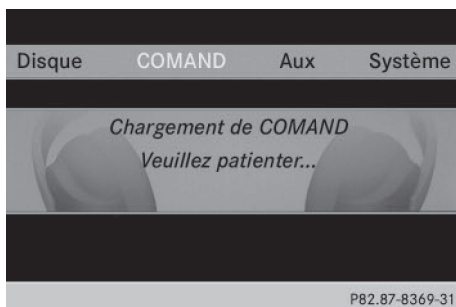 Disque COMAND Aux Système
Chargement de COMAND
Veuillez patienter...
P82.87-8369-31